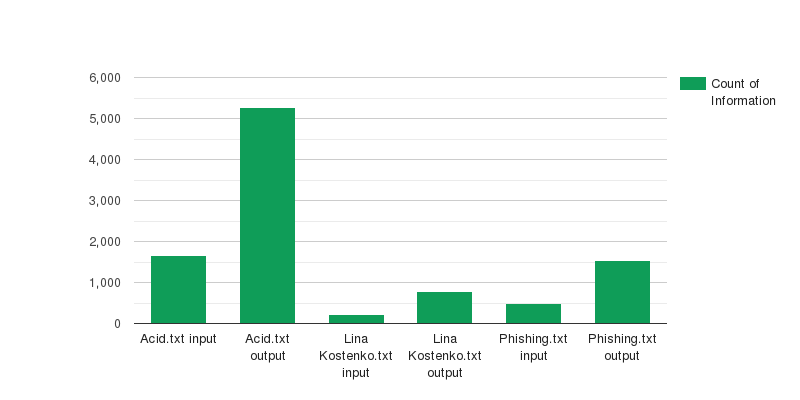 6,000
5,000
4,000
3,000
2,000
1,000
0
Count of
Information
Acid.txt input
Acid.txt
output
Lina
Kostenko.txt
input
Lina
Kostenko.txt
output
Phishing.txt
input
Phishing.txt
output